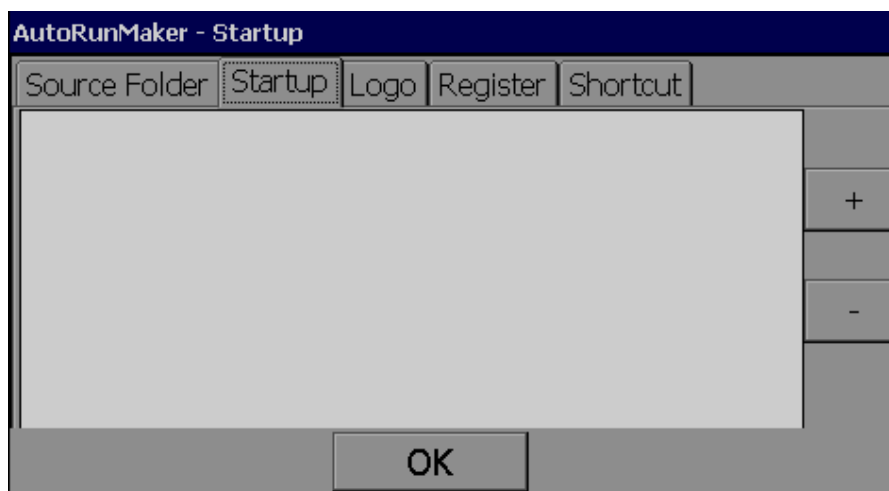 AutoRunMaker - Startup
Source Folder Startup Logo Register Shortcut
+
-
OK